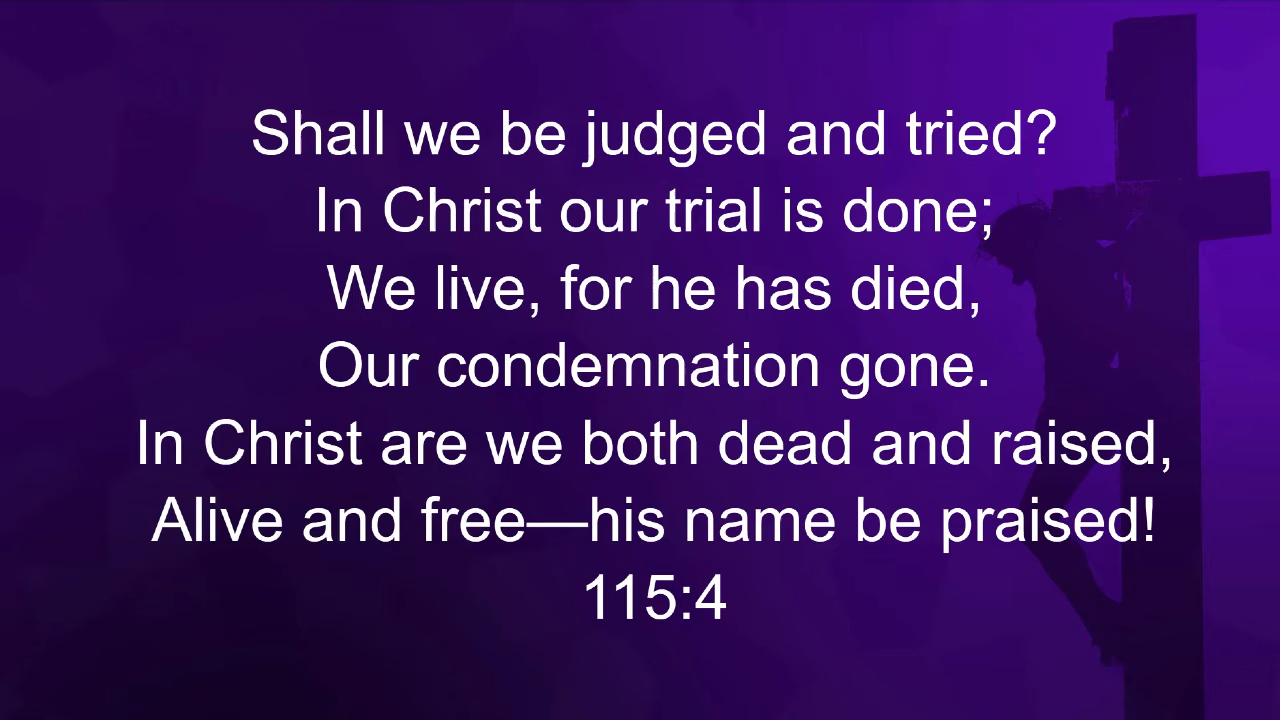 Shall we be judged and tried?
In Christ our trial is done;
We live, for he has died,
Our condemnation gone.
In Christ are we both dead and raised,
Alive and free—his name be praised!
115:4